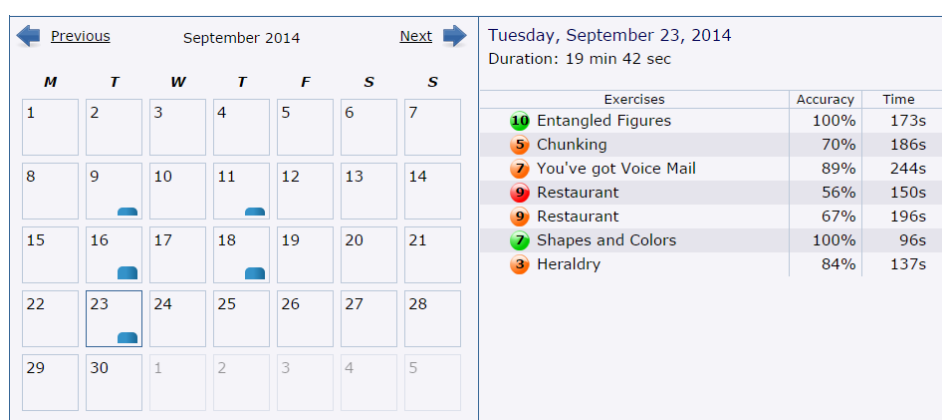 Previous September 2014 Next
M T W T F S S
1 2 3 4 5 6 7
8 9 10 11 12 13 14
15 16 17 18 19 20 21
22 23 24 25 26 27 28
29 30 1 2 3 4 5
Tuesday, September 23, 2014
Duration: 19 min 42 sec
Exercises Accuracy Time
10 Entangled Figures 100% 173s
5 Chunking 70% 186s
7 You've got Voice Mail 89% 244s
9 Restaurant 56% 150s
9 Restaurant 67% 196s
7 Shapes and Colors 100% 96s
3 Heraldry 84% 137s